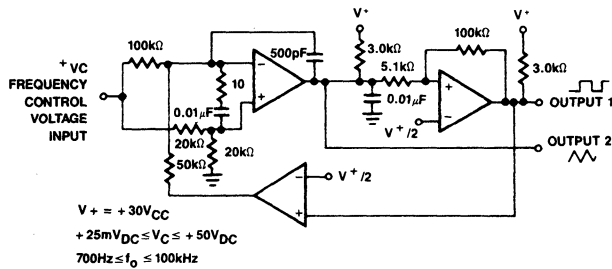 V+
V+
100kΩ
500pF
3.0kΩ
100kΩ
+VC
FREQUENCY
CONTROL
VOLTAGE
INPUT
10
0.01μF
5.1kΩ
0.01μF
3.0kΩ
OUTPUT 1
V+/2
20kΩ
20kΩ
50kΩ
OUTPUT 2
V+/2
V+ = +30VCC
+25mVDC ≤ VC ≤ +50VDC
700Hz ≤ fo ≤ 100kHz
−
+
+
−
−
+